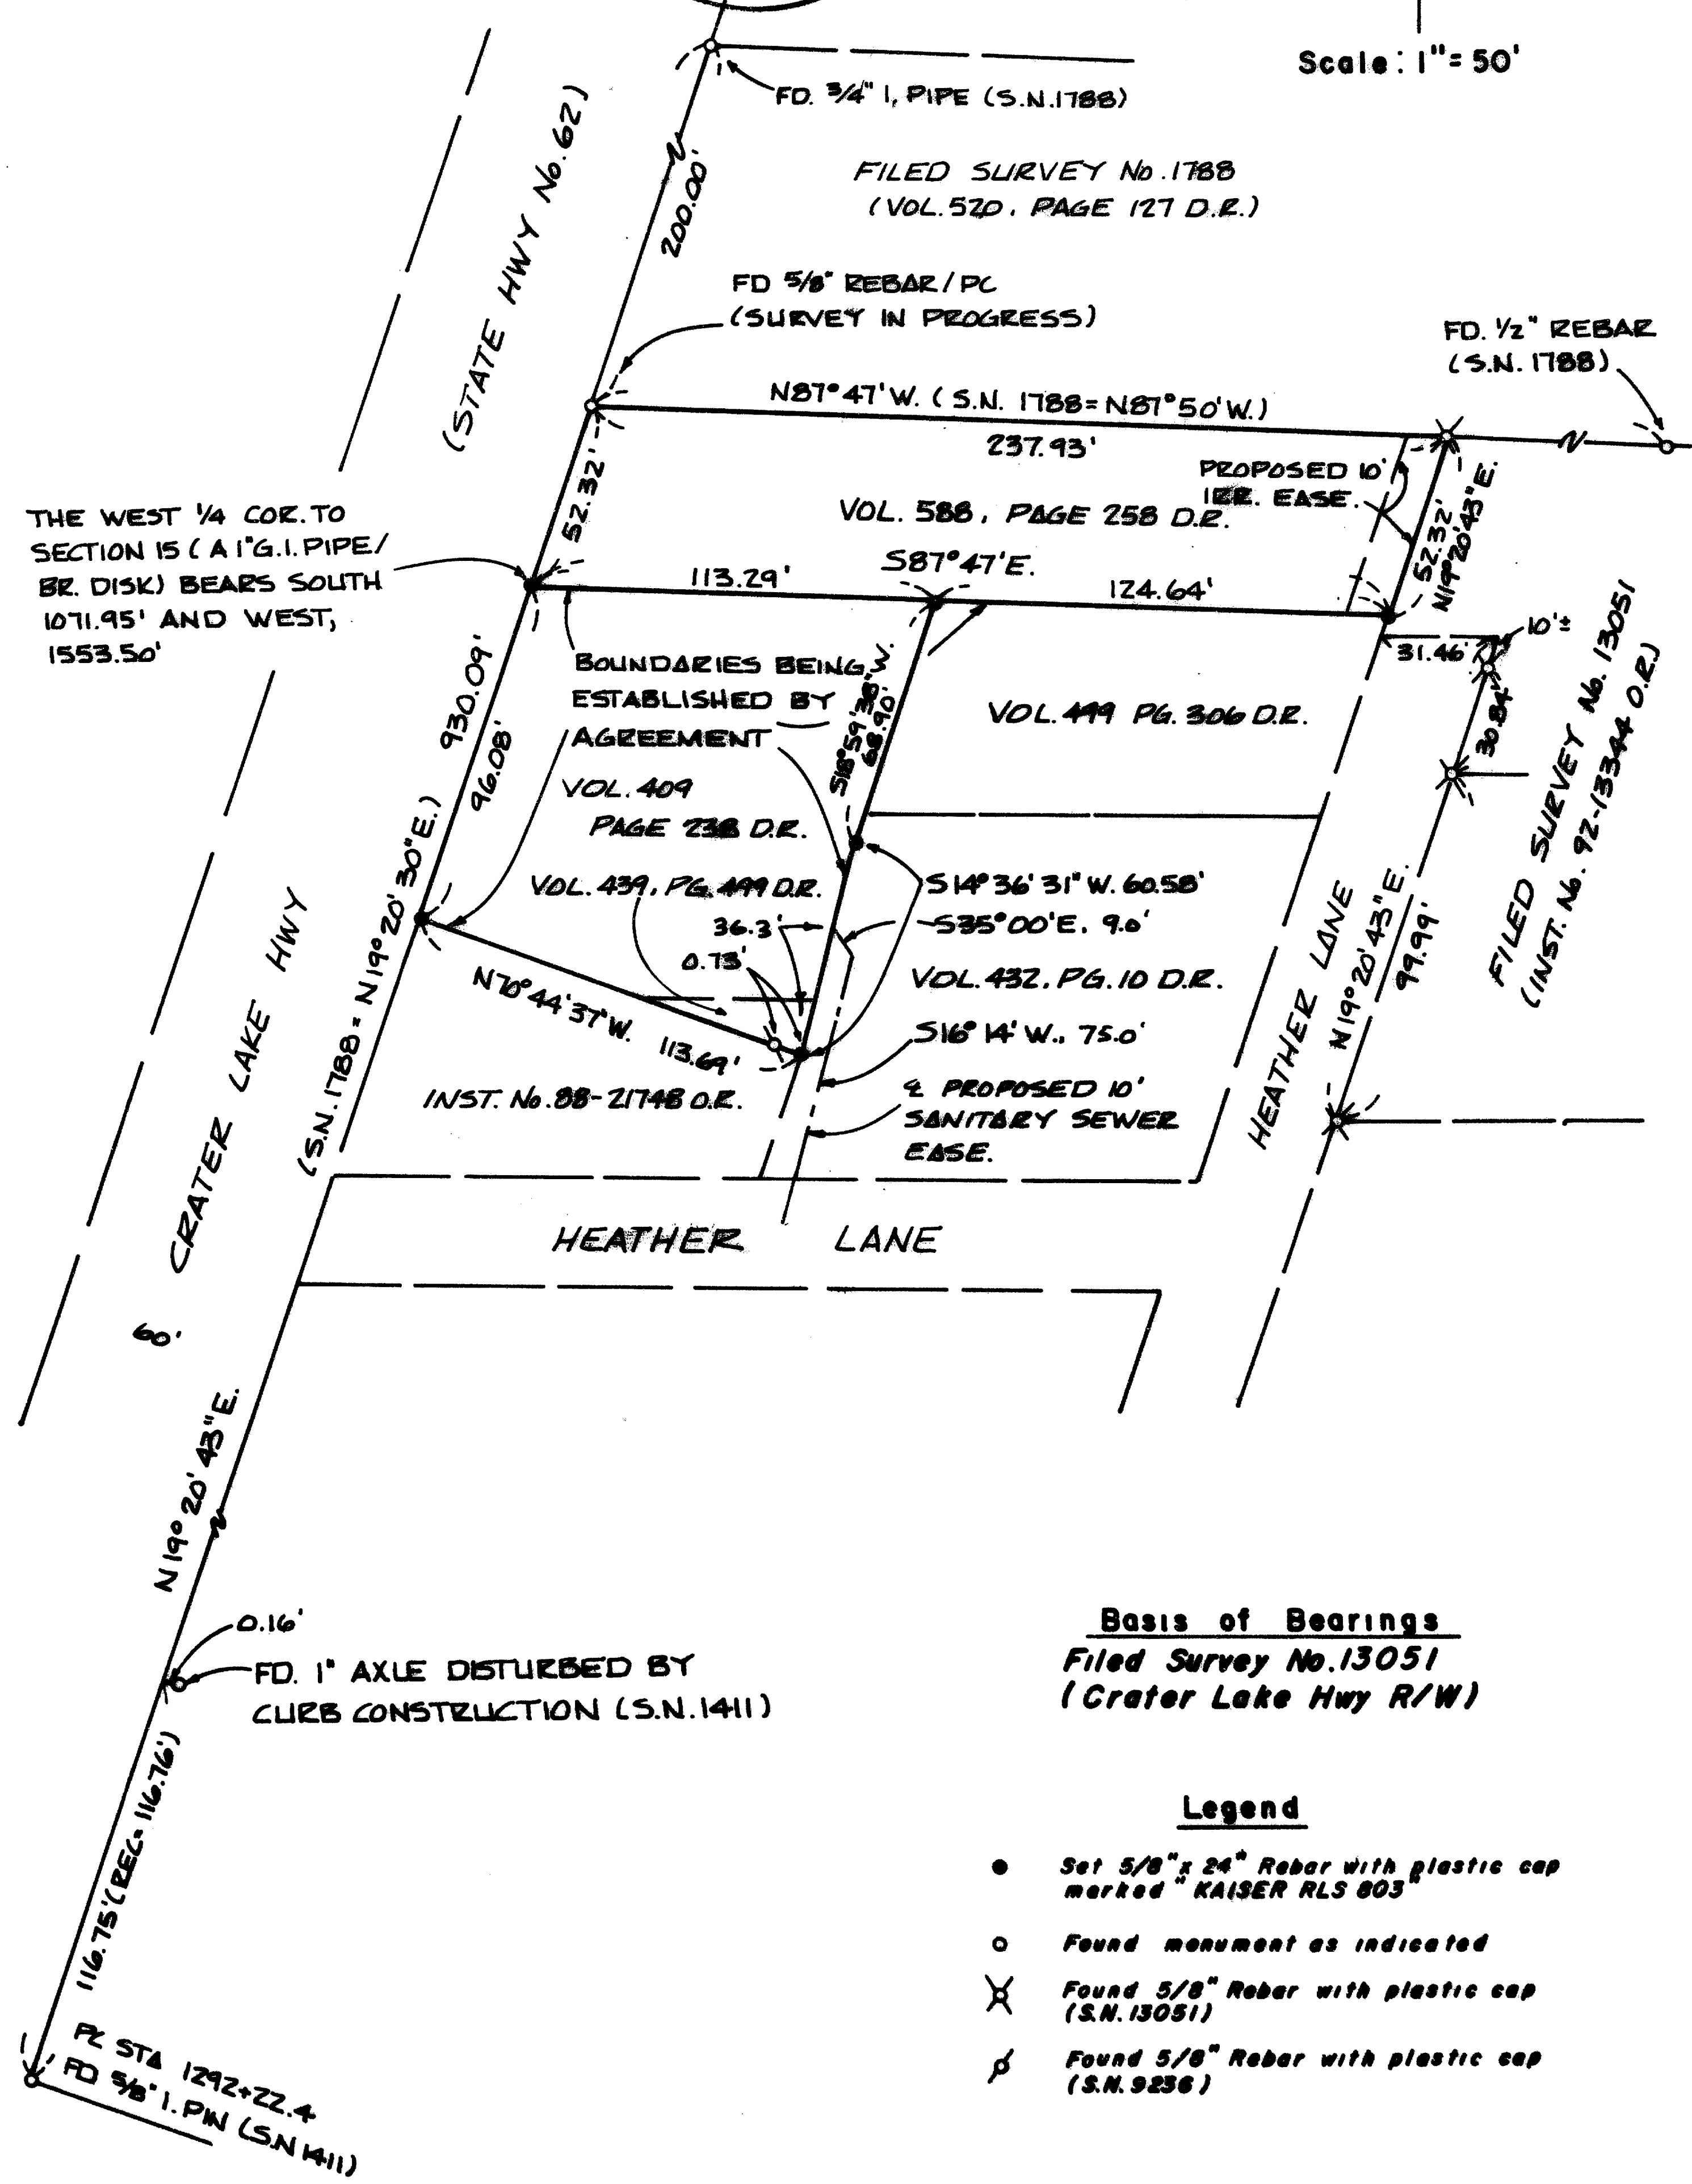 Scale: 1"= 50'
FD. 3/4" I, PIPE (S.N.1788)
(STATE HWY No. 62)
200.00'
FILED SURVEY No. 1788
(VOL. 520, PAGE 127 D.R.)
FD 5/8" REBAR / PC
(SURVEY IN PROGRESS)
FD. 1/2" REBAR
(S.N. 1788)
N87°47'W. (S.N. 1788=N87°50'W.)
237.93'
PROPOSED 10'
IRR. EASE.
52.32'
N19°20'43"E.
52.32'
VOL. 588, PAGE 258 D.R.
THE WEST 1/4 COR. TO
SECTION 15 (A 1"G.I. PIPE/
BR. DISK) BEARS SOUTH
1071.95' AND WEST,
1553.50'
113.29'
S87°47'E.
124.64'
10'±
31.46'
30.84'
FILED SURVEY No. 13051
(INST. No. 92-13344 O.R.)
930.09'
96.08'
BOUNDARIES BEING
ESTABLISHED BY
AGREEMENT
S18°59'38"W.
68.90'
VOL. 499 PG. 306 D.R.
VOL. 409
PAGE 238 D.R.
VOL. 439, PG. 499 D.R.
S14°36'31"W. 60.58'
36.3'
S35°00'E. 9.0'
0.73'
VOL. 432, PG. 10 D.R.
N70°44'37"W. 113.69'
S16°14'W., 75.0'
INST. No. 88-21748 O.R.
℄ PROPOSED 10'
SANITARY SEWER
EASE.
HEATHER LANE
N19°20'43"E.
99.99'
(S.N. 1788 = N19°20'30"E.)
CRATER LAKE HWY
HEATHER LANE
60'
N19°20'43"E.
0.16'
FD. 1" AXLE DISTURBED BY
CURB CONSTRUCTION (S.N. 1411)
116.75' (REC= 116.76')
PC STA 1292+22.4
FD 5/8" I. PIN (S.N 1411)
Basis of Bearings
Filed Survey No. 13051
(Crater Lake Hwy R/W)
Legend
Set 5/8" x 24" Rebar with plastic cap
marked "KAISER RLS 803"
Found monument as indicated
Found 5/8" Rebar with plastic cap
(S.N. 13051)
Found 5/8" Rebar with plastic cap
(S.N. 9236)